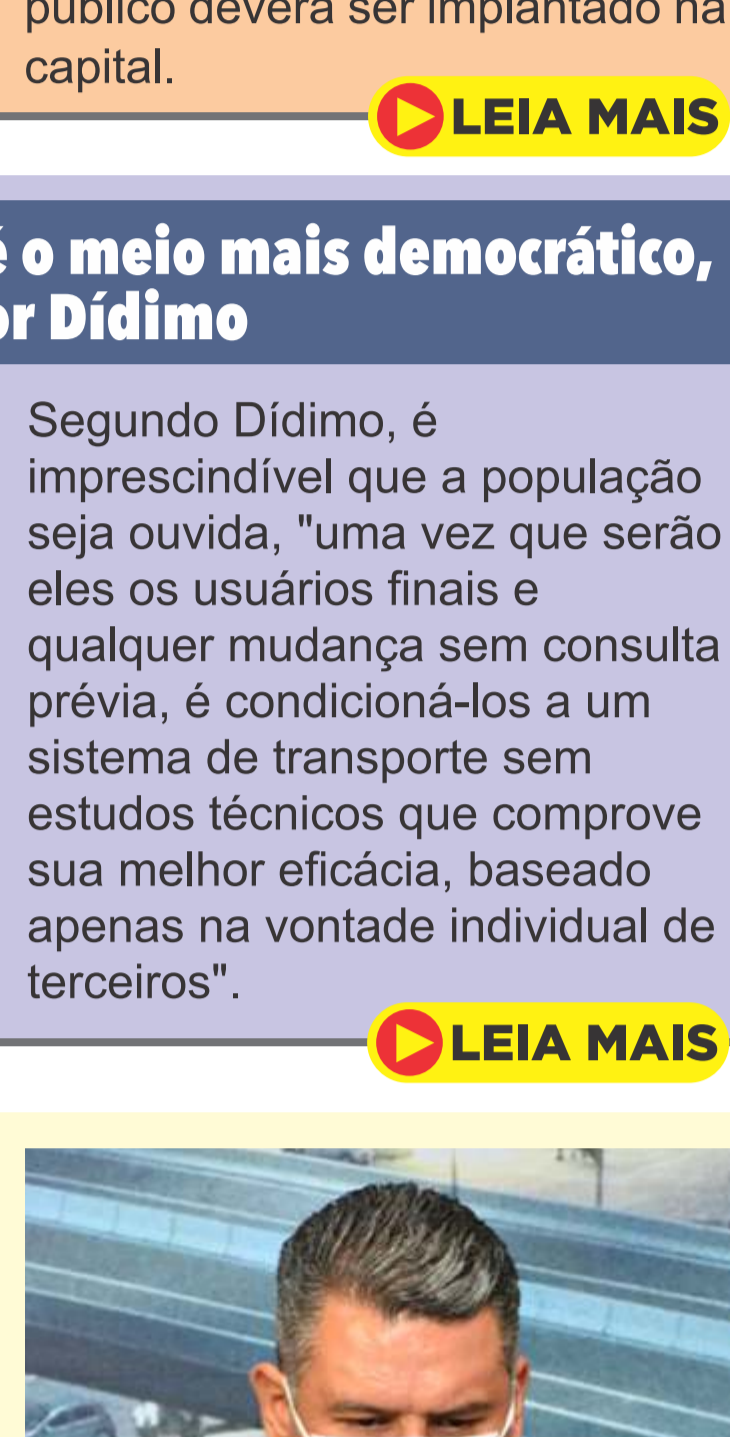 público deverá ser implantado na
capital.
LEIA MAIS
é o meio mais democrático,
or Dídimo
Segundo Dídimo, é
imprescindível que a população
seja ouvida, "uma vez que serão
eles os usuários finais e
qualquer mudança sem consulta
prévia, é condicioná-los a um
sistema de transporte sem
estudos técnicos que comprove
sua melhor eficácia, baseado
apenas na vontade individual de
terceiros".
LEIA MAIS